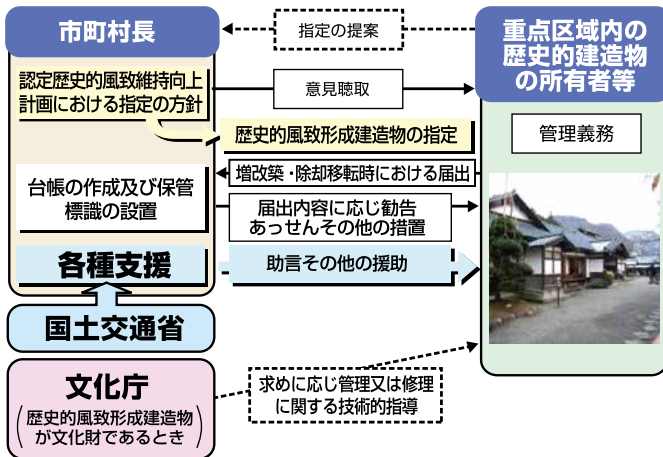 市町村長
指定の提案
重点区域内の
歴史的建造物
の所有者等
認定歴史的風致維持向上
計画における指定の方針
意見聴取
歴史的風致形成建造物の指定
管理義務
増改築・除却移転時における届出
台帳の作成及び保管
標識の設置
届出内容に応じ勧告
あっせんその他の措置
各種支援
助言その他の援助
国土交通省
文化庁
(歴史的風致形成建造物
が文化財であるとき)
求めに応じ管理又は修理
に関する技術的指導